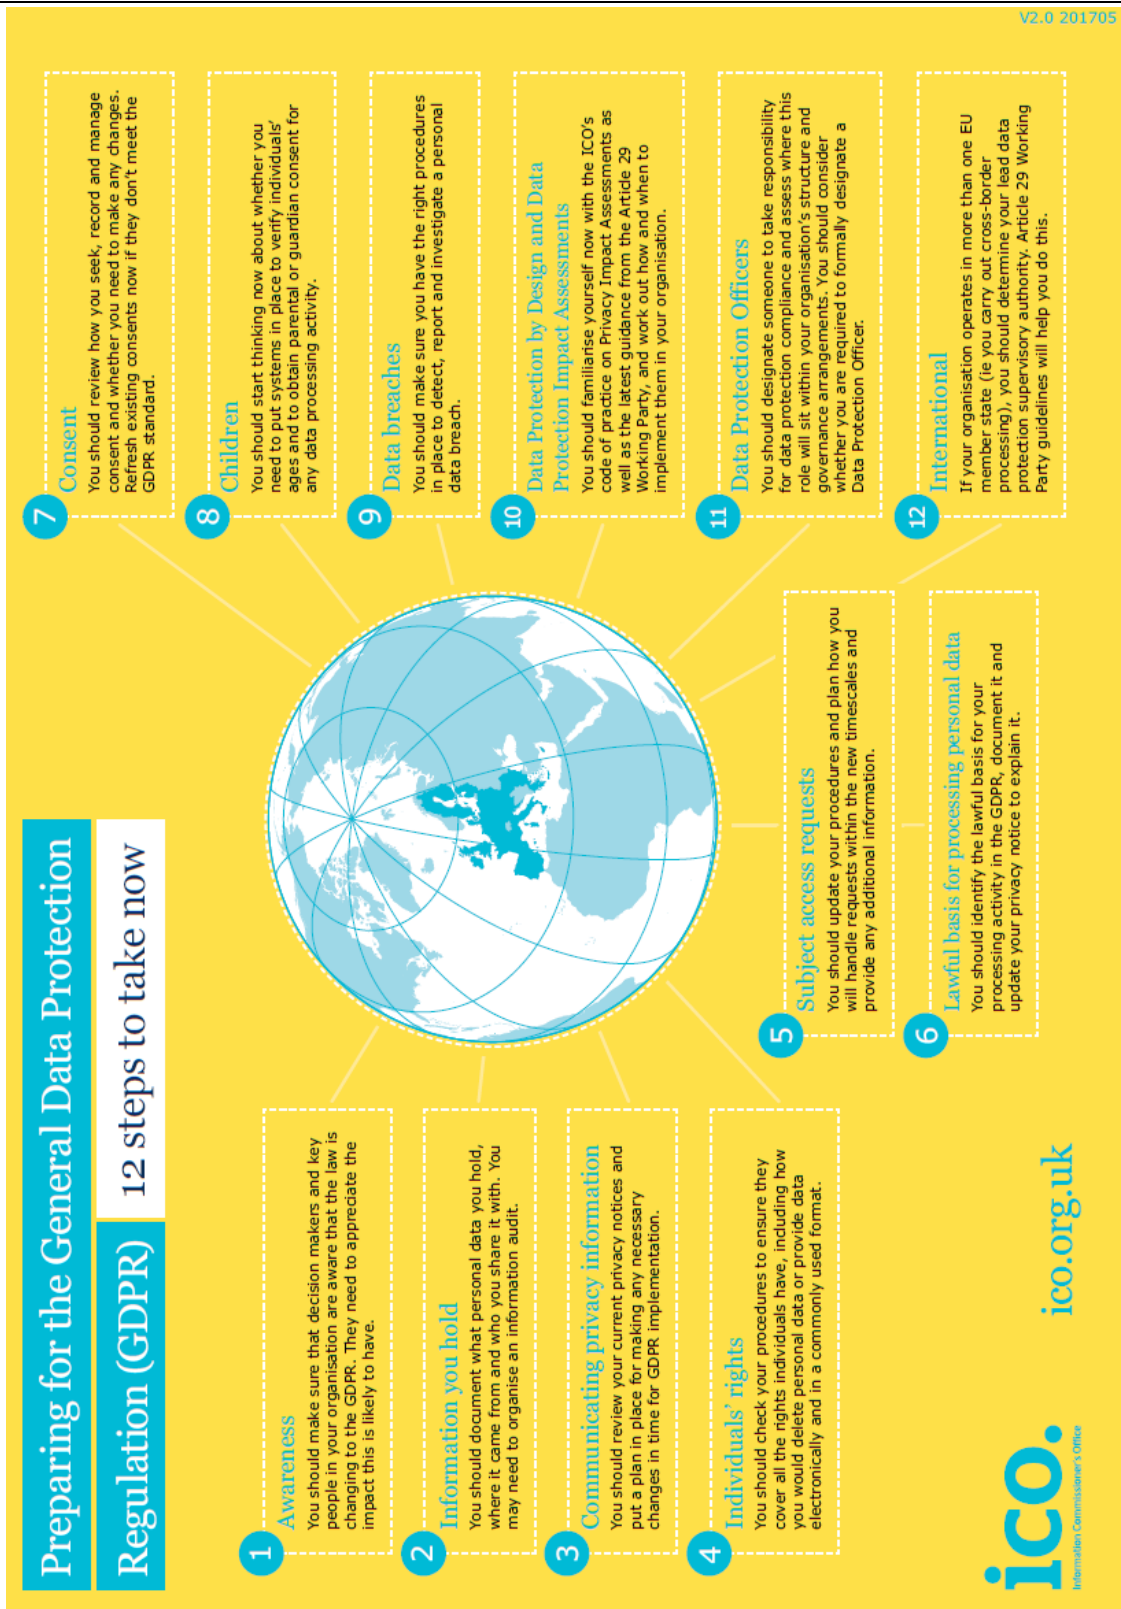 Preparing for the General Data Protection
Regulation (GDPR)
12 steps to take now
1
Awareness
You should make sure that decision makers and key
people in your organisation are aware that the law is
changing to the GDPR. They need to appreciate the
impact this is likely to have.
2
Information you hold
You should document what personal data you hold,
where it came from and who you share it with. You
may need to organise an information audit.
3
Communicating privacy information
You should review your current privacy notices and
put a plan in place for making any necessary
changes in time for GDPR implementation.
4
Individuals’ rights
You should check your procedures to ensure they
cover all the rights individuals have, including how
you would delete personal data or provide data
electronically and in a commonly used format.
5
Subject access requests
You should update your procedures and plan how you
will handle requests within the new timescales and
provide any additional information.
6
Lawful basis for processing personal data
You should identify the lawful basis for your
processing activity in the GDPR, document it and
update your privacy notice to explain it.
7
Consent
You should review how you seek, record and manage
consent and whether you need to make any changes.
Refresh existing consents now if they don’t meet the
GDPR standard.
8
Children
You should start thinking now about whether you
need to put systems in place to verify individuals’
ages and to obtain parental or guardian consent for
any data processing activity.
9
Data breaches
You should make sure you have the right procedures
in place to detect, report and investigate a personal
data breach.
10
Data Protection by Design and Data
Protection Impact Assessments
You should familiarise yourself now with the ICO’s
code of practice on Privacy Impact Assessments as
well as the latest guidance from the Article 29
Working Party, and work out how and when to
implement them in your organisation.
11
Data Protection Officers
You should designate someone to take responsibility
for data protection compliance and assess where this
role will sit within your organisation’s structure and
governance arrangements. You should consider
whether you are required to formally designate a
Data Protection Officer.
12
International
If your organisation operates in more than one EU
member state (ie you carry out cross-border
processing), you should determine your lead data
protection supervisory authority. Article 29 Working
Party guidelines will help you do this.
ico.
Information Commissioner's Office
ico.org.uk
V2.0 201705